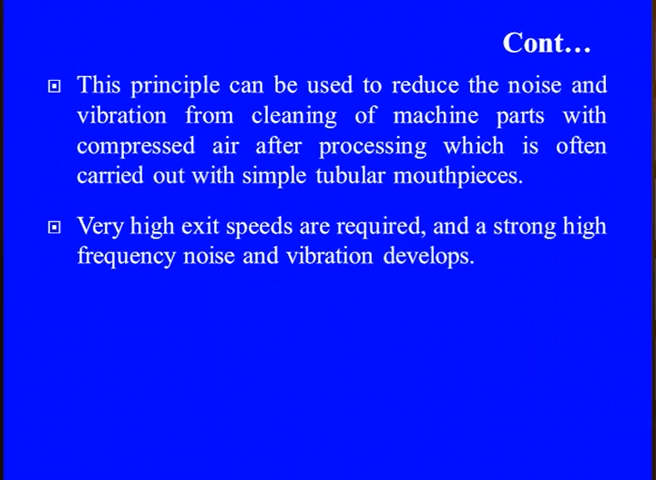 Cont…
This principle can be used to reduce the noise and
vibration from cleaning of machine parts with
compressed air after processing which is often
carried out with simple tubular mouthpieces.
Very high exit speeds are required, and a strong high
frequency noise and vibration develops.